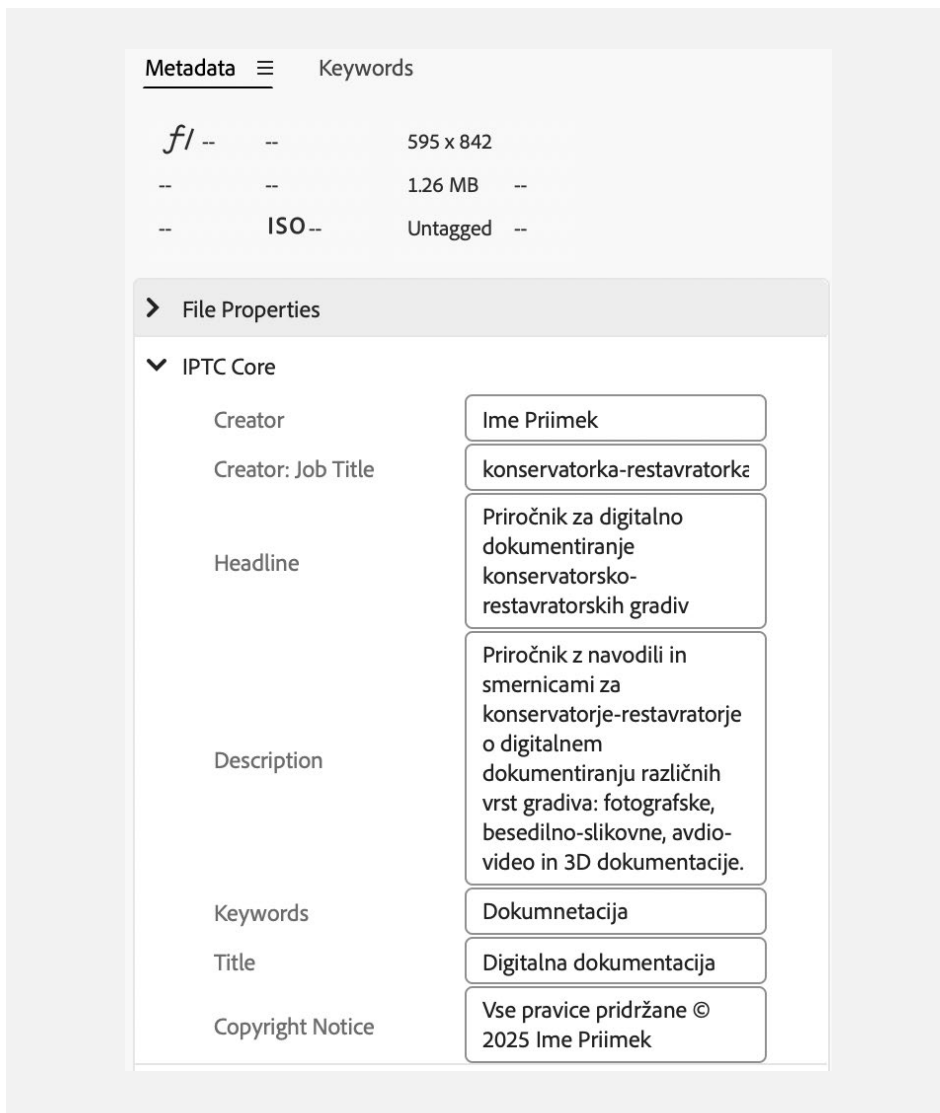 Metadata ☰ Keywords
ƒ/ -- -- 595 x 842
-- -- 1.26 MB --
-- ISO -- Untagged --
File Properties
IPTC Core
Creator Ime Priimek
Creator: Job Title konservatorka-restavratorka
Headline
Priročnik za digitalno
dokumentiranje
konservatorsko-
restavratorskih gradiv
Description
Priročnik z navodili in
smernicami za
konservatorje-restavratorje
o digitalnem
dokumentiranju različnih
vrst gradiva: fotografske,
besedilno-slikovne, avdio-
video in 3D dokumentacije.
Keywords Dokumnetacija
Title Digitalna dokumentacija
Copyright Notice
Vse pravice pridržane ©
2025 Ime Priimek